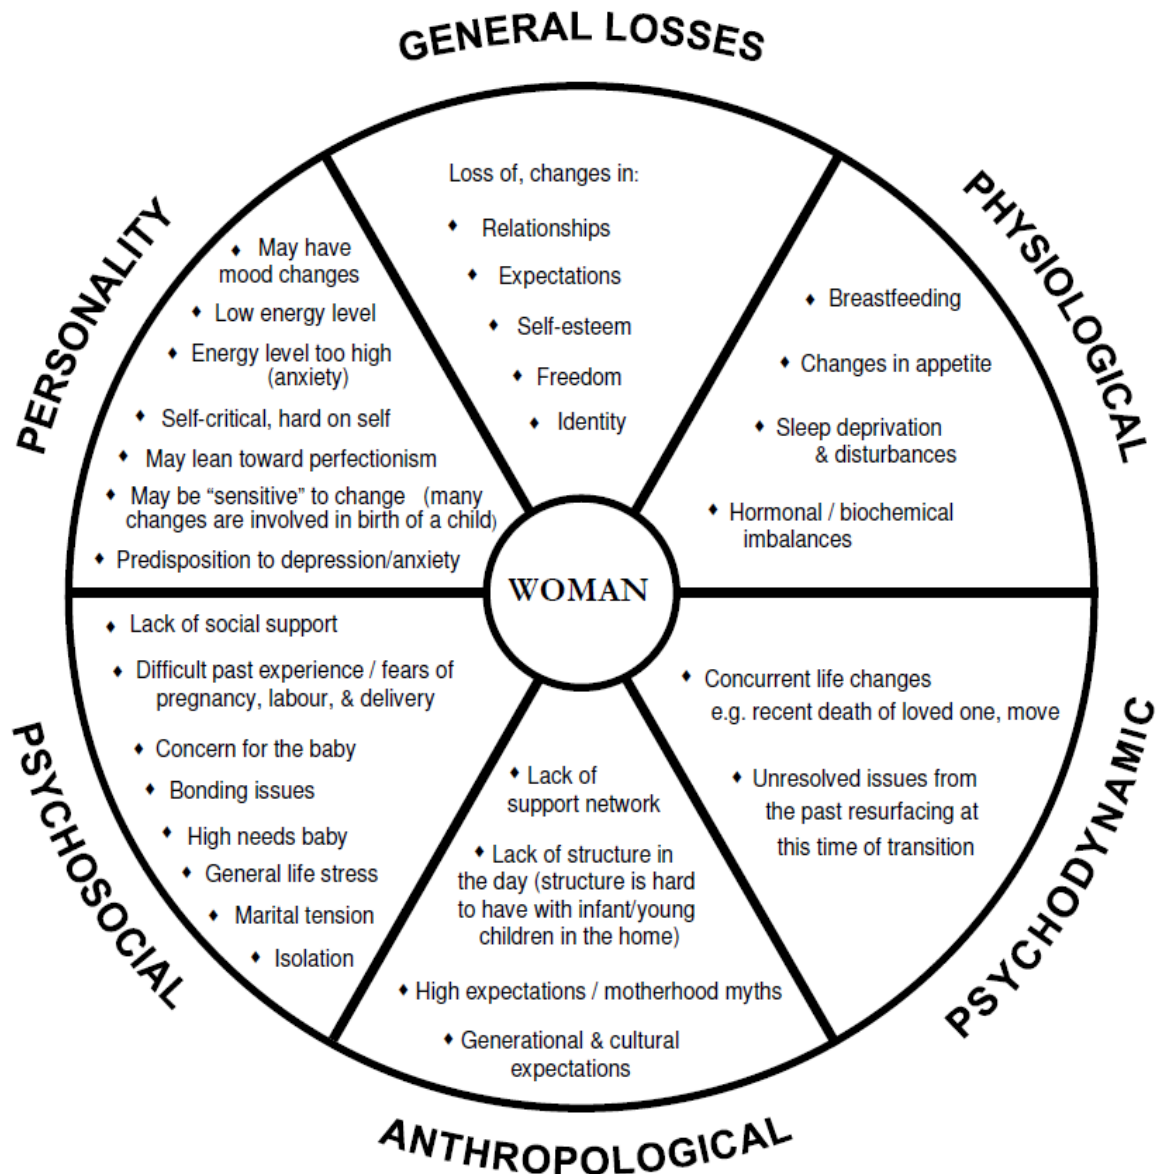 GENERAL LOSSES
Loss of, changes in:
♦ Relationships
♦ Expectations
♦ Self-esteem
♦ Freedom
♦ Identity
PHYSIOLOGICAL
♦ Breastfeeding
♦ Changes in appetite
♦ Sleep deprivation
& disturbances
♦ Hormonal / biochemical
imbalances
PSYCHODYNAMIC
♦ Concurrent life changes
e.g. recent death of loved one, move
♦ Unresolved issues from
the past resurfacing at
this time of transition
ANTHROPOLOGICAL
♦ Lack of
support network
♦ Lack of structure in
the day (structure is hard
to have with infant/young
children in the home)
♦ High expectations / motherhood myths
♦ Generational & cultural
expectations
PSYCHOSOCIAL
♦ Lack of social support
♦ Difficult past experience / fears of
pregnancy, labour, & delivery
♦ Concern for the baby
♦ Bonding issues
♦ High needs baby
♦ General life stress
♦ Marital tension
♦ Isolation
PERSONALITY
♦ May have
mood changes
♦ Low energy level
♦ Energy level too high
(anxiety)
♦ Self-critical, hard on self
♦ May lean toward perfectionism
♦ May be “sensitive” to change (many
changes are involved in birth of a child)
♦ Predisposition to depression/anxiety
WOMAN